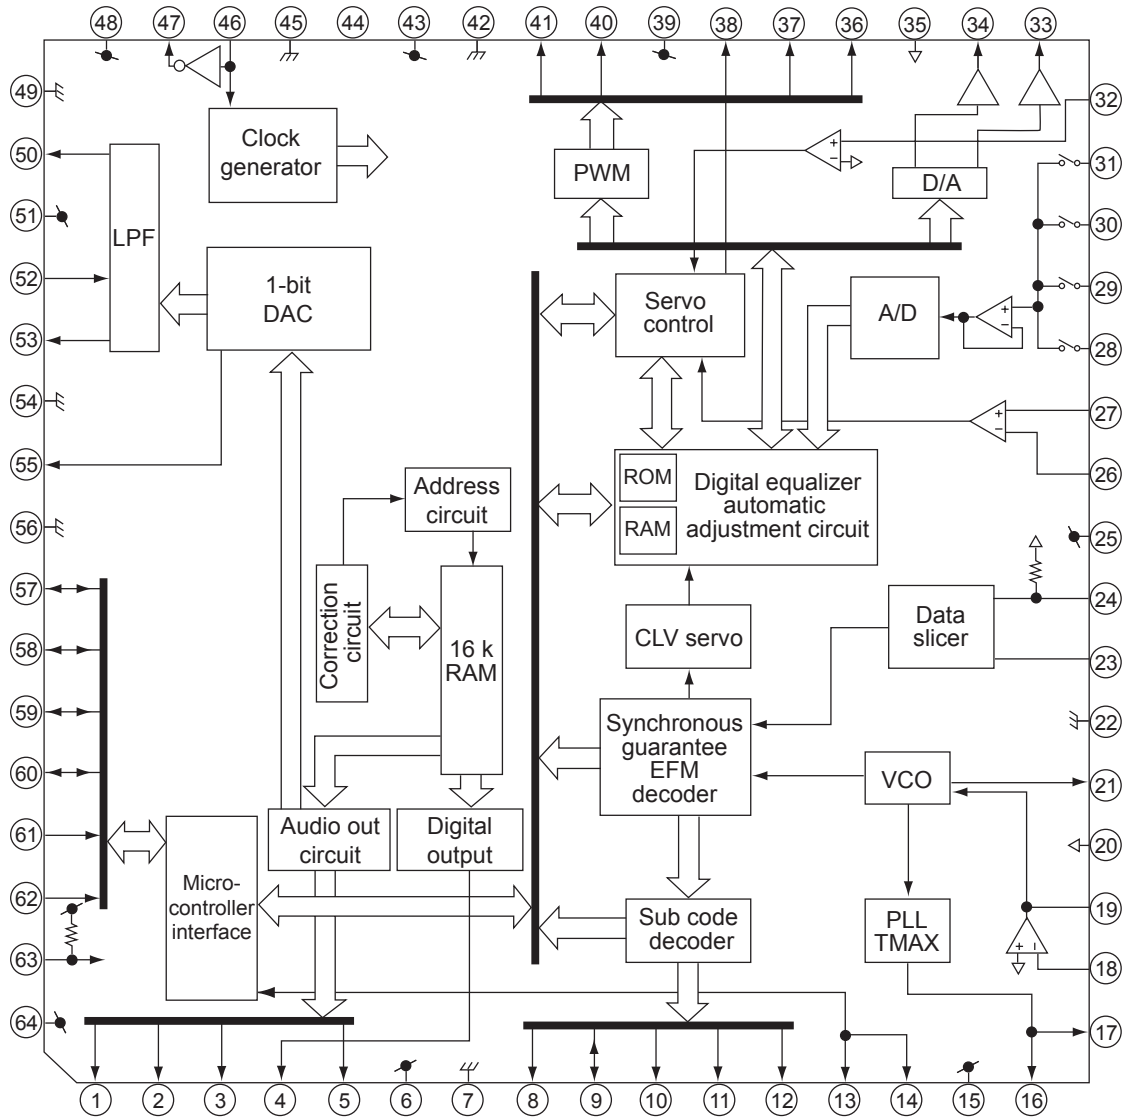 48 47 46 45 44 43 42 41 40 39 38 37 36 35 34 33
49
50
51
52
53
54
55
56
57
58
59
60
61
62
63
64
32
31
30
29
28
27
26
25
24
23
22
21
20
19
18
17
1 2 3 4 5 6 7 8 9 10 11 12 13 14 15 16
Clock
generator
LPF
1-bit
DAC
PWM
D/A
+
−
Servo
control
A/D
+
−
+
−
ROM
RAM
Digital equalizer
automatic
adjustment circuit
Address
circuit
Correction
circuit
16 k
RAM
CLV servo
Data
slicer
Synchronous
guarantee
EFM
decoder
VCO
Audio out
circuit
Digital
output
Micro-
controller
interface
Sub code
decoder
PLL
TMAX
+ −